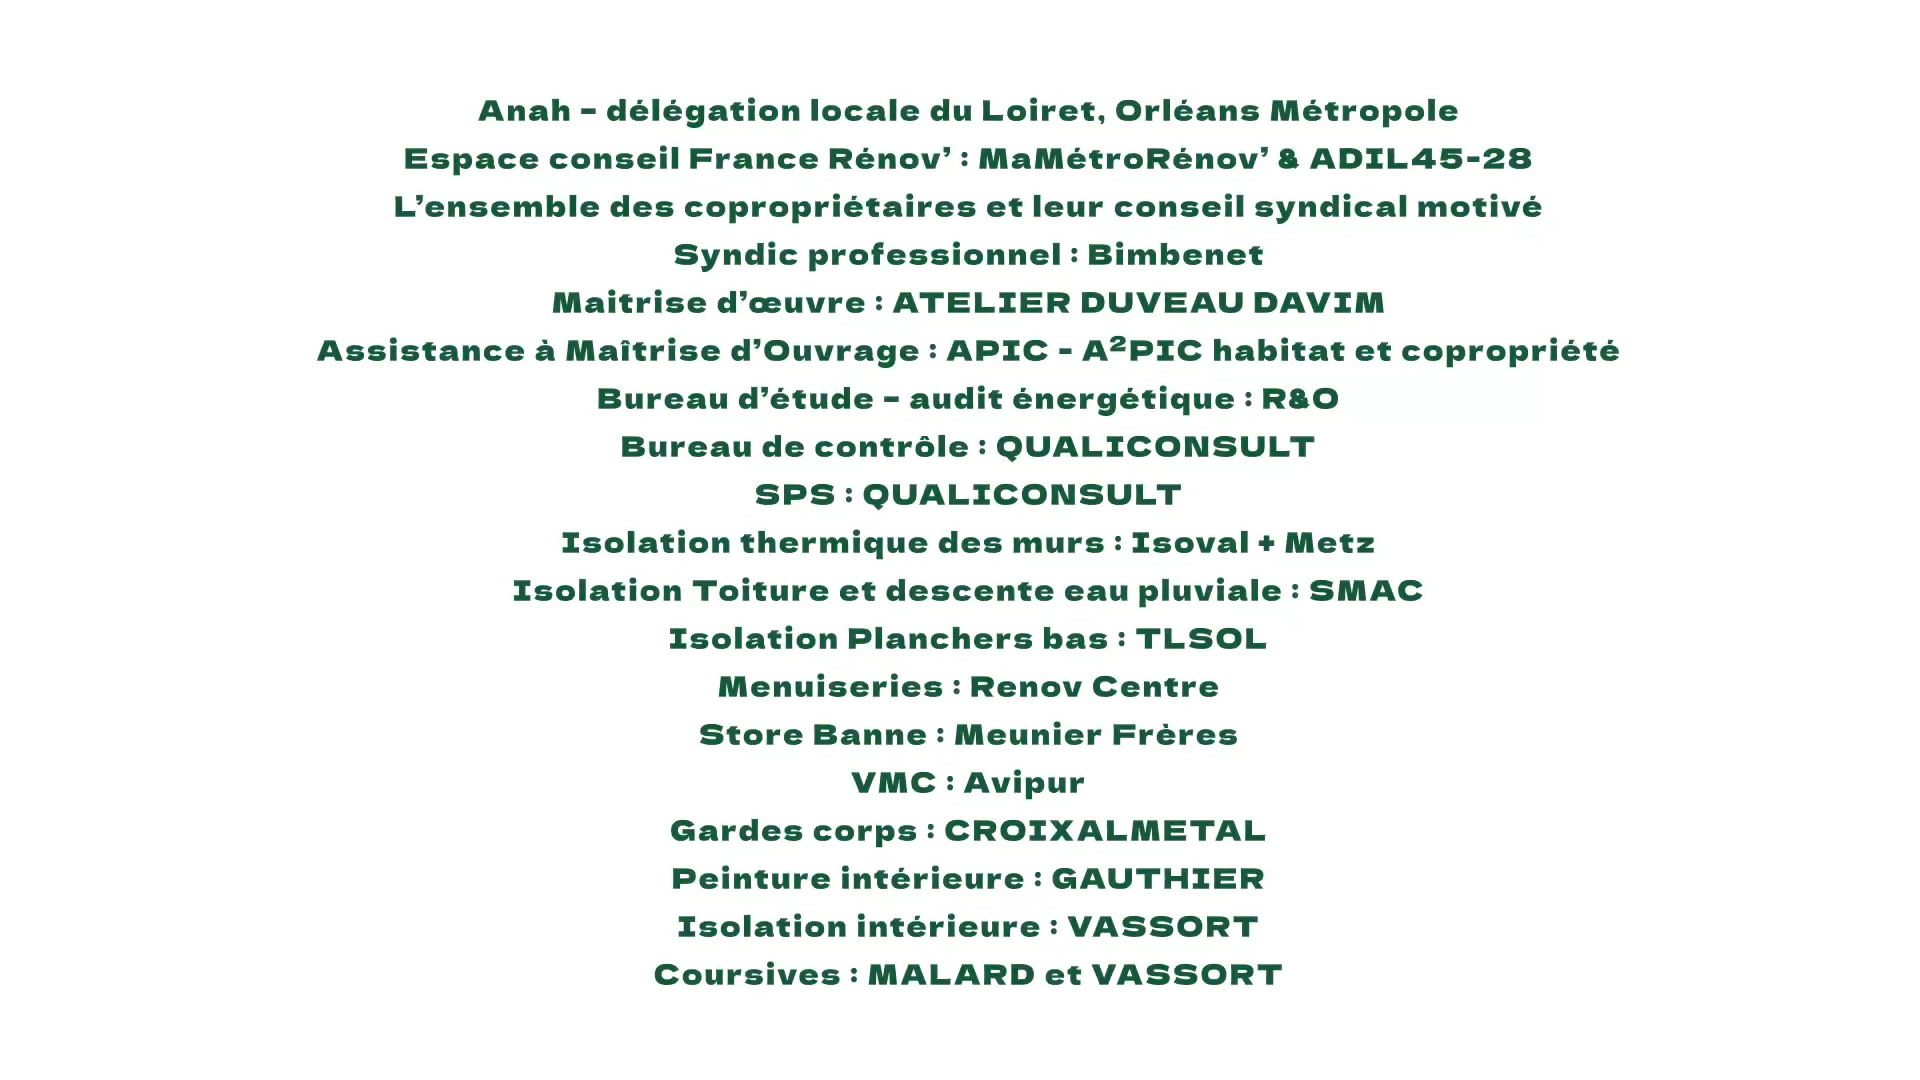 Anah – délégation locale du Loiret, Orléans Métropole
Espace conseil France Rénov’ : MaMétroRénov’ & ADIL45-28
L’ensemble des copropriétaires et leur conseil syndical motivé
Syndic professionnel : Bimbenet
Maitrise d’œuvre : ATELIER DUVEAU DAVIM
Assistance à Maîtrise d’Ouvrage : APIC - A²PIC habitat et copropriété
Bureau d’étude – audit énergétique : R&O
Bureau de contrôle : QUALICONSULT
SPS : QUALICONSULT
Isolation thermique des murs : Isoval + Metz
Isolation Toiture et descente eau pluviale : SMAC
Isolation Planchers bas : TLSOL
Menuiseries : Renov Centre
Store Banne : Meunier Frères
VMC : Avipur
Gardes corps : CROIXALMETAL
Peinture intérieure : GAUTHIER
Isolation intérieure : VASSORT
Coursives : MALARD et VASSORT